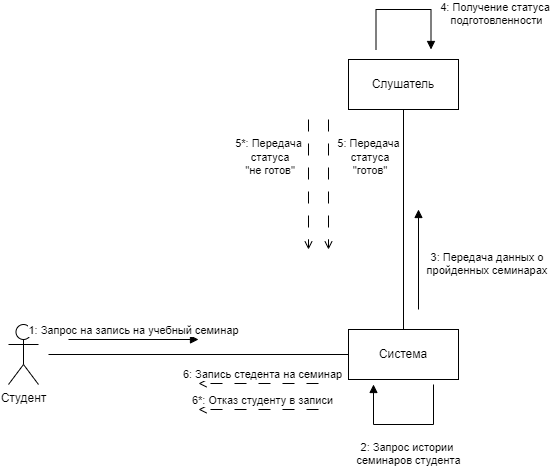 4: Получение статуса
подготовленности
Слушатель
5*: Передача
статуса
"не готов"
5: Передача
статуса
"готов"
3: Передача данных о
пройденных семинарах
1: Запрос на запись на учебный семинар
Система
Студент
6: Запись стедента на семинар
6*: Отказ студенту в записи
2: Запрос истории
семинаров студента